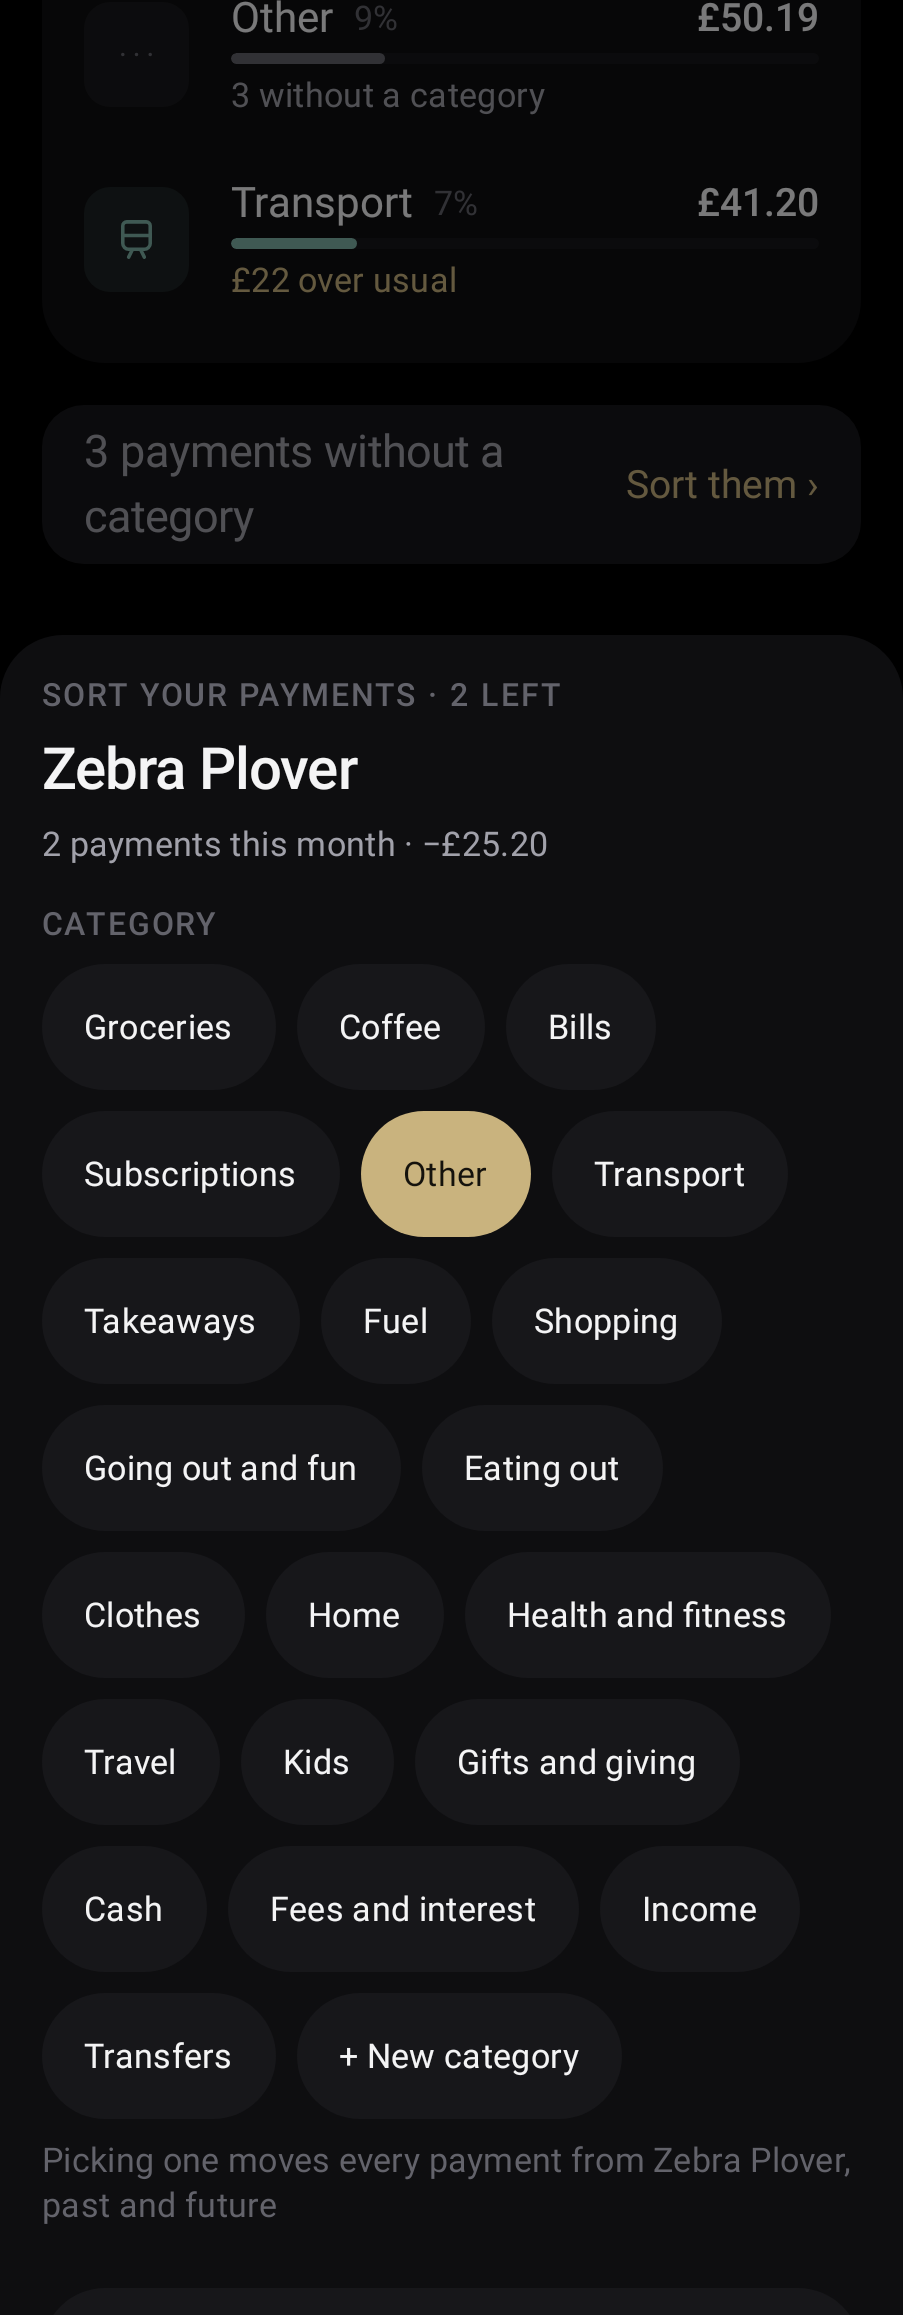 Other 9% £50.19
3 without a category
Transport 7% £41.20
£22 over usual
3 payments without a
category
Sort them ›
SORT YOUR PAYMENTS · 2 LEFT
Zebra Plover
2 payments this month · −£25.20
CATEGORY
Groceries Coffee Bills
Subscriptions Other Transport
Takeaways Fuel Shopping
Going out and fun Eating out
Clothes Home Health and fitness
Travel Kids Gifts and giving
Cash Fees and interest Income
Transfers + New category
Picking one moves every payment from Zebra Plover,
past and future